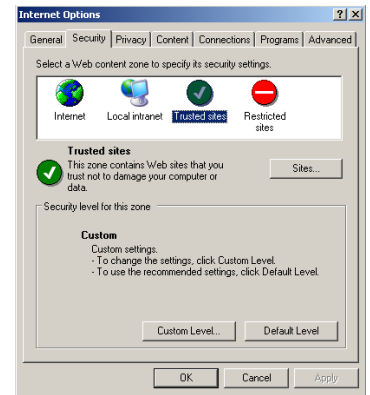 Internet Options
General Security Privacy Content Connections Programs Advanced
Select a Web content zone to specify its security settings.
Internet Local intranet Trusted sites Restricted
sites
Trusted sites
This zone contains Web sites that you
trust not to damage your computer or
data.
Sites...
Security level for this zone
Custom
Custom settings.
- To change the settings, click Custom Level.
- To use the recommended settings, click Default Level.
Custom Level... Default Level
OK Cancel Apply